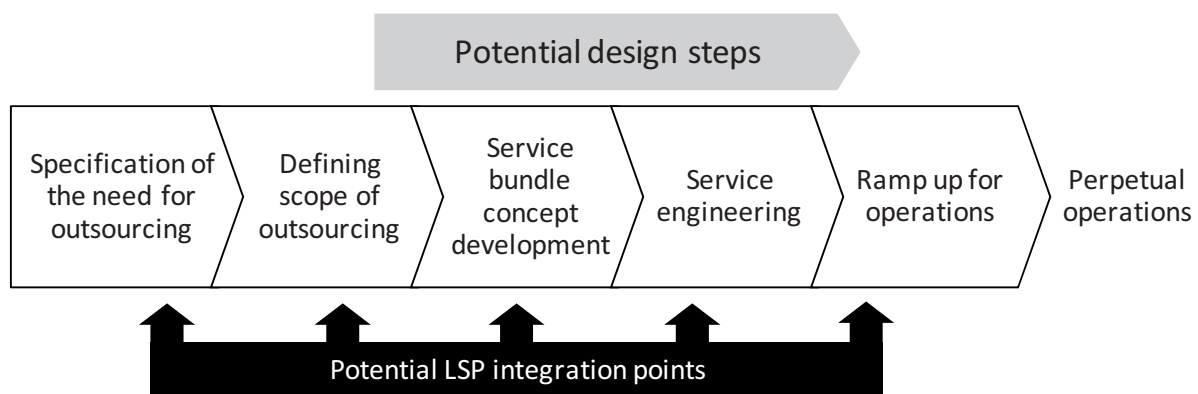 Potential design steps
Specification of
the need for
outsourcing
Defining
scope of
outsourcing
Service
bundle
concept
development
Service
engineering
Ramp up for
operations
Perpetual
operations
Potential LSP integration points